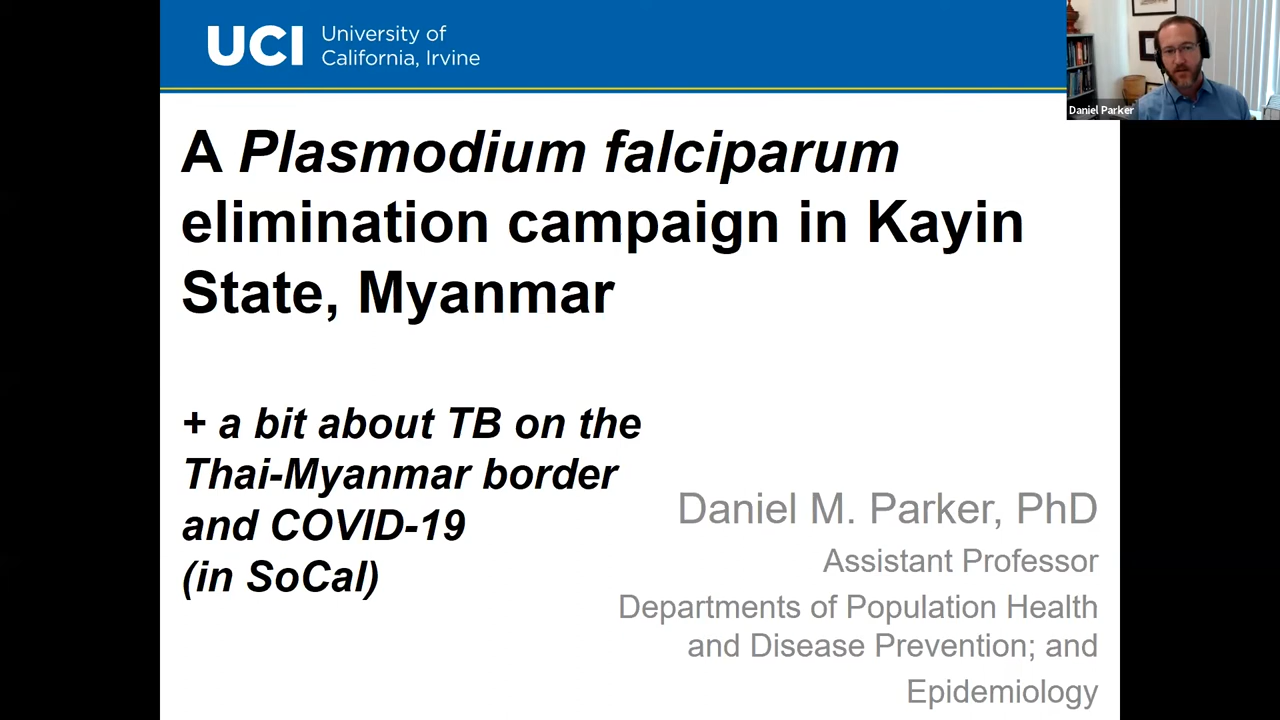 UCI
University of
California, Irvine
Daniel Parker
A Plasmodium falciparum
elimination campaign in Kayin
State, Myanmar
+ a bit about TB on the
Thai-Myanmar border
and COVID-19
(in SoCal)
Daniel M. Parker, PhD
Assistant Professor
Departments of Population Health
and Disease Prevention; and
Epidemiology